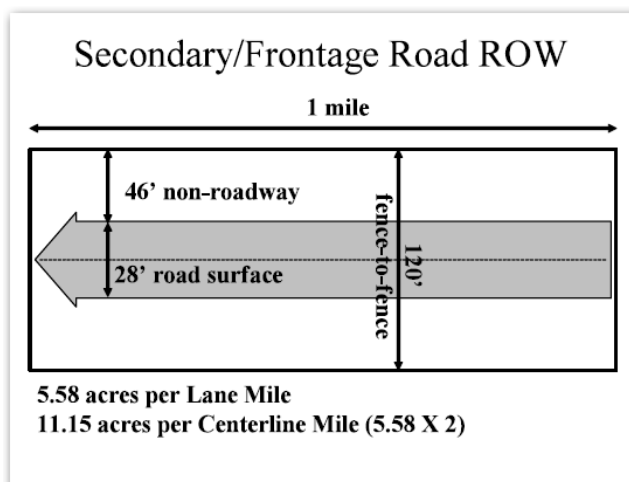 Secondary/Frontage Road ROW
1 mile
46’ non-roadway
28’ road surface
120’
fence-to-fence
5.58 acres per Lane Mile
11.15 acres per Centerline Mile (5.58 X 2)